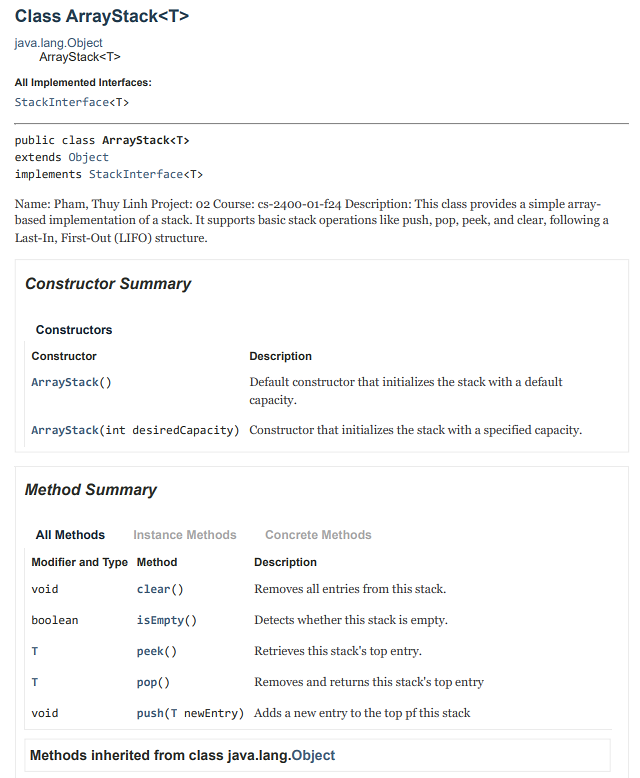 Class ArrayStack<T>
java.lang.Object
ArrayStack<T>
All Implemented Interfaces:
StackInterface<T>
public class ArrayStack<T>
extends Object
implements StackInterface<T>
Name: Pham, Thuy Linh Project: 02 Course: cs-2400-01-f24 Description: This class provides a simple array-
based implementation of a stack. It supports basic stack operations like push, pop, peek, and clear, following a
Last-In, First-Out (LIFO) structure.
Constructor Summary
Constructors
Constructor Description
ArrayStack() Default constructor that initializes the stack with a default
capacity.
ArrayStack(int desiredCapacity) Constructor that initializes the stack with a specified capacity.
Method Summary
All Methods Instance Methods Concrete Methods
Modifier and Type Method Description
void clear() Removes all entries from this stack.
boolean isEmpty() Detects whether this stack is empty.
T peek() Retrieves this stack's top entry.
T pop() Removes and returns this stack's top entry
void push(T newEntry) Adds a new entry to the top pf this stack
Methods inherited from class java.lang.Object